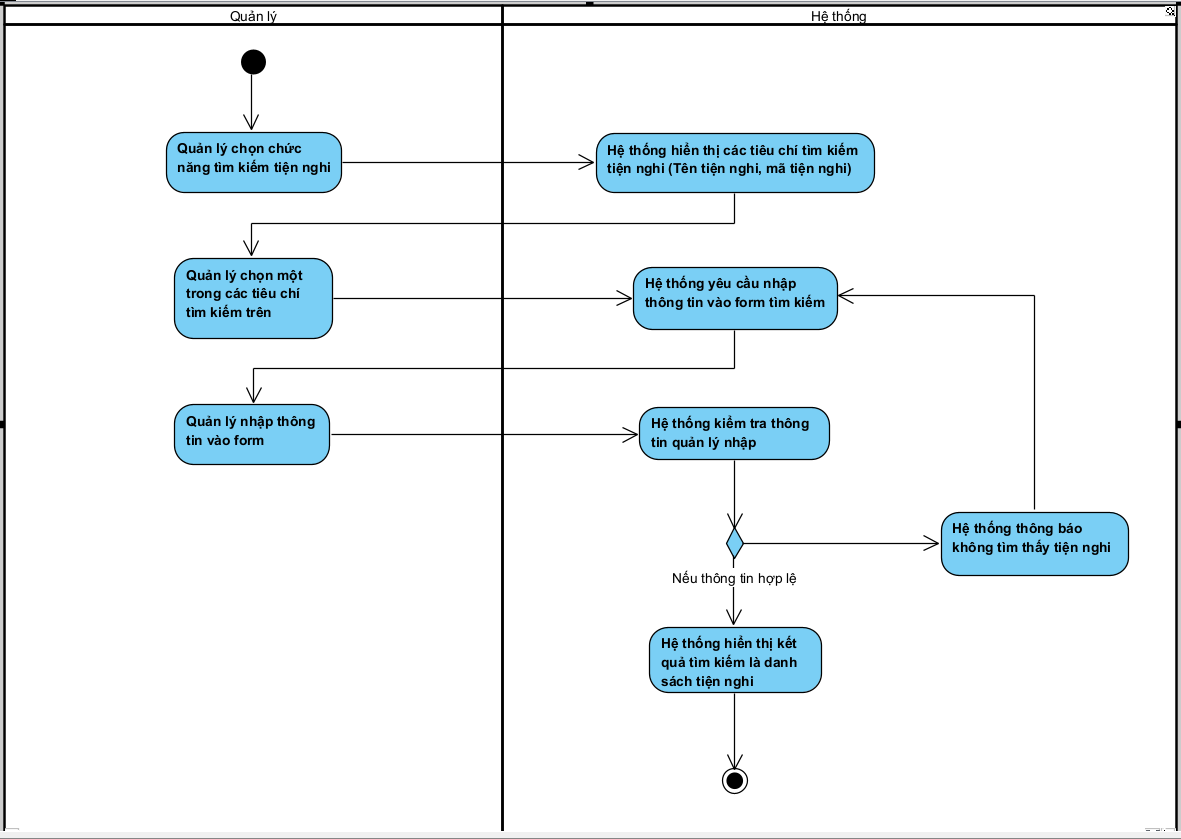 Quản lý
Hệ thống
Quản lý chọn chức
năng tìm kiếm tiện nghi
Hệ thống hiển thị các tiêu chí tìm kiếm
tiện nghi (Tên tiện nghi, mã tiện nghi)
Quản lý chọn một
trong các tiêu chí
tìm kiếm trên
Hệ thống yêu cầu nhập
thông tin vào form tìm kiếm
Quản lý nhập thông
tin vào form
Hệ thống kiểm tra thông
tin quản lý nhập
Hệ thống thông báo
không tìm thấy tiện nghi
Nếu thông tin hợp lệ
Hệ thống hiển thị kết
quả tìm kiếm là danh
sách tiện nghi